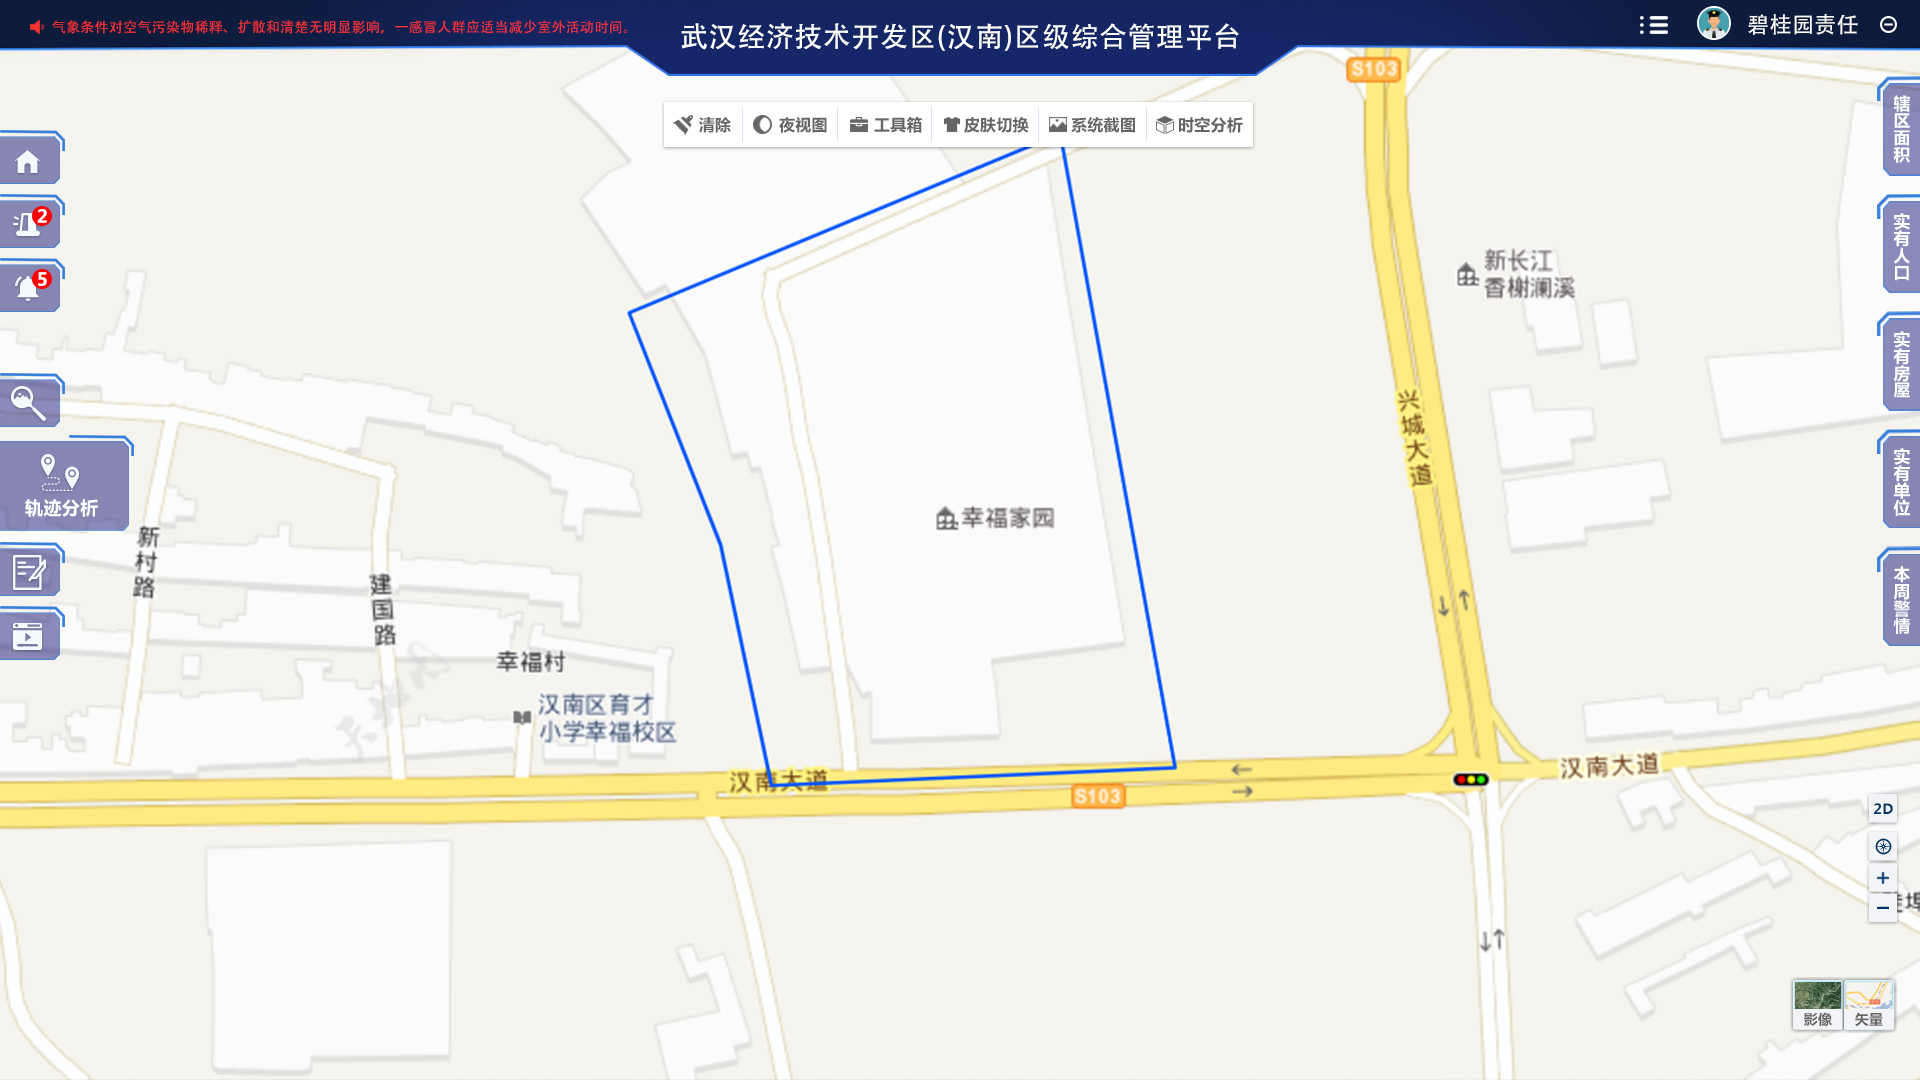 气象条件对空气污染物稀释、扩散和清楚无明显影响，一感冒人群应适当减少室外活动时间。
武汉经济技术开发区(汉南)区级综合管理平台
碧桂园责任
清除
夜视图
工具箱
皮肤切换
系统截图
时空分析
S103
2
5
轨迹分析
辖区面积
实有人口
实有房屋
实有单位
本周警情
新长江
香榭澜溪
兴城大道
幸福家园
新村路
建国路
幸福村
汉南区育才
小学幸福校区
汉南大道
S103
汉南大道
2D
埠
影像
矢量